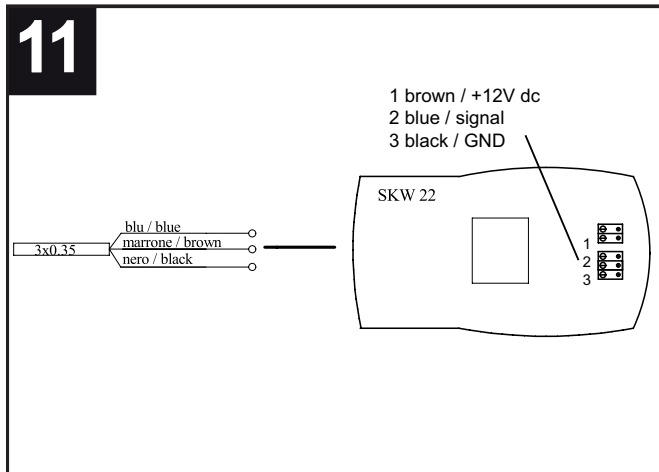 11
1 brown / +12V dc
2 blue / signal
3 black / GND
SKW 22
blu / blue
marrone / brown
nero / black
3x0.35
1
2
3